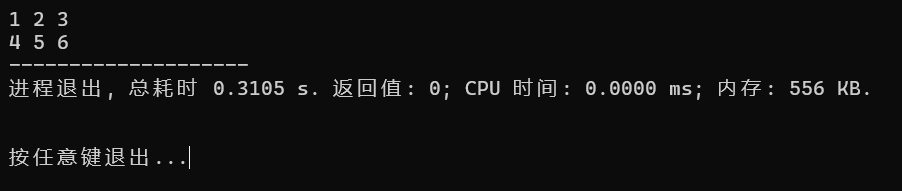 1 2 3
4 5 6
--------------------
进程退出, 总耗时 0.3105 s. 返回值: 0; CPU 时间: 0.0000 ms; 内存: 556 KB.
按任意键退出...